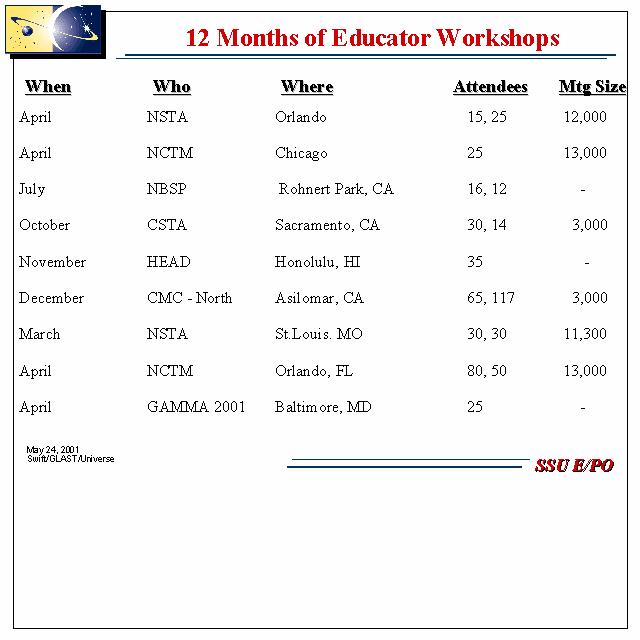 12 Months of Educator Workshops
When Who Where Attendees Mtg Size
April NSTA Orlando 15, 25 12,000
April NCTM Chicago 25 13,000
July NBSP Rohnert Park, CA 16, 12 -
October CSTA Sacramento, CA 30, 14 3,000
November HEAD Honolulu, HI 35 -
December CMC - North Asilomar, CA 65, 117 3,000
March NSTA St.Louis. MO 30, 30 11,300
April NCTM Orlando, FL 80, 50 13,000
April GAMMA 2001 Baltimore, MD 25 -
May 24, 2001
Swift/GLAST/Universe
SSU E/PO